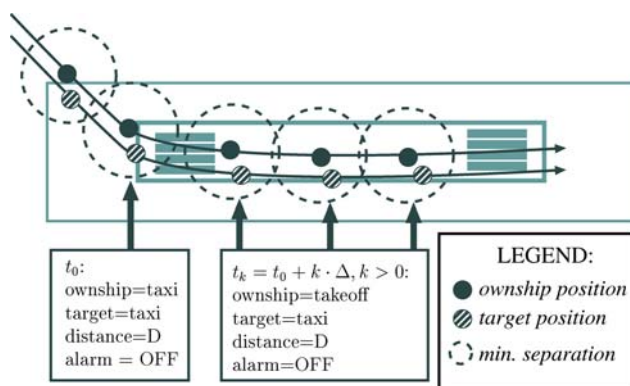 t₀:
ownship=taxi
target=taxi
distance=D
alarm = OFF
tₖ = t₀ + k · Δ, k > 0:
ownship=takeoff
target=taxi
distance=D
alarm=OFF
LEGEND:
ownship position
target position
min. separation